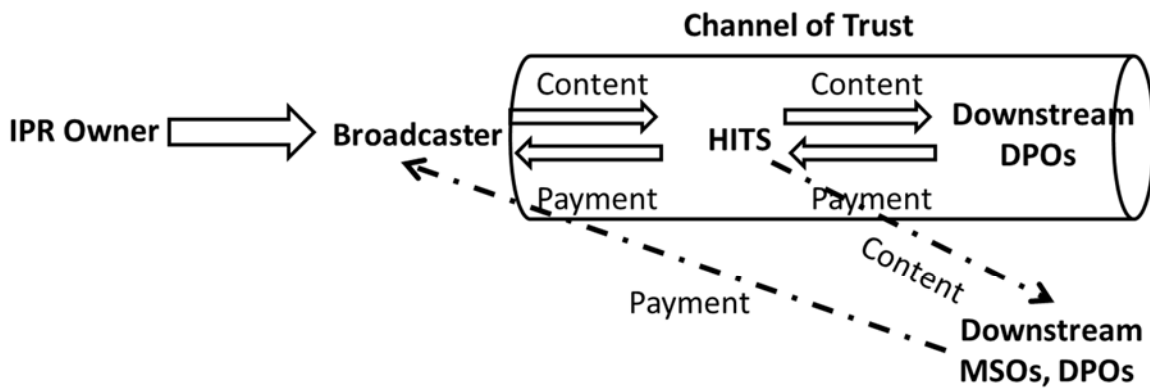 Channel of Trust
Content
Content
IPR Owner
Broadcaster
HITS
Downstream
DPOs
Payment
Payment
Content
Payment
Downstream
MSOs, DPOs